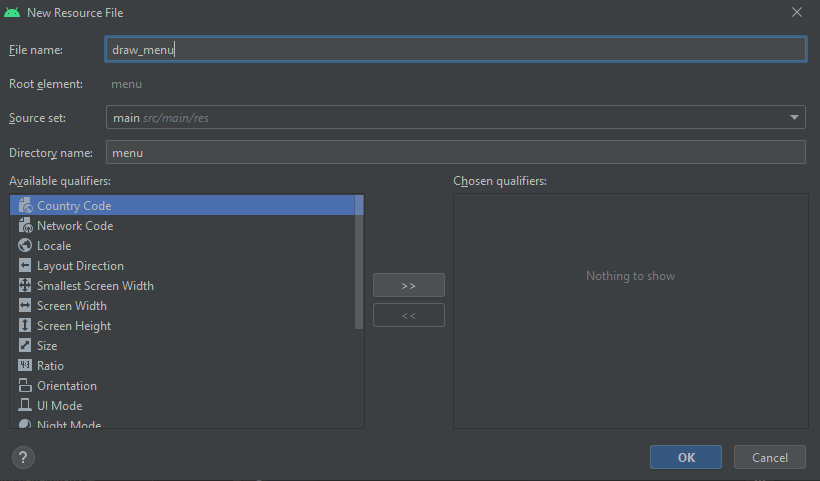 New Resource File
File name: draw_menu
Root element: menu
Source set: main src/main/res
Directory name: menu
Available qualifiers:
Country Code
Network Code
Locale
Layout Direction
Smallest Screen Width
Screen Width
Screen Height
Size
Ratio
Orientation
UI Mode
Night Mode
>>
<<
Chosen qualifiers:
Nothing to show
?
OK Cancel